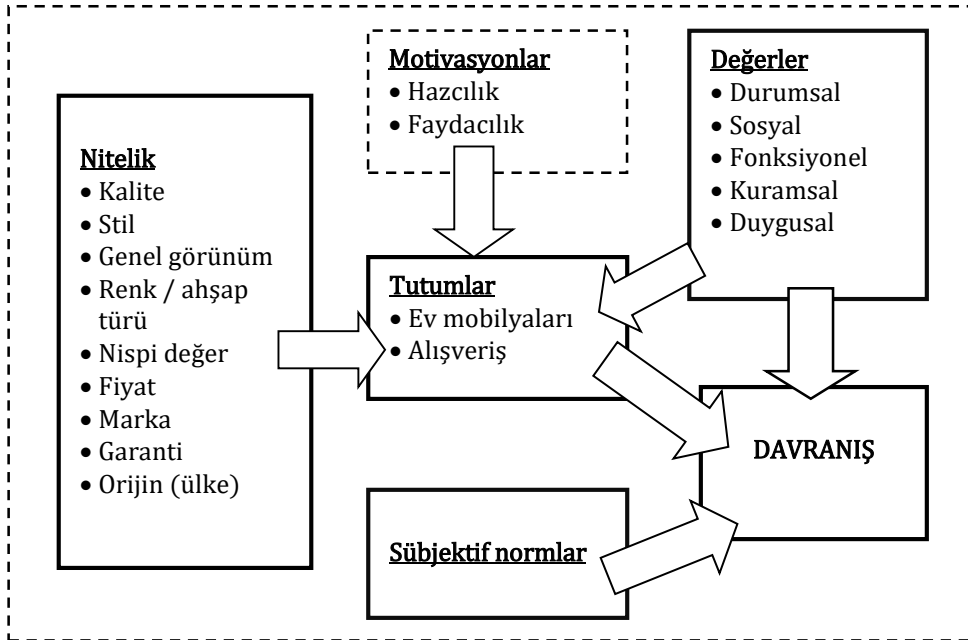 Motivasyonlar
• Hazcılık
• Faydacılık
Değerler
• Durumsal
• Sosyal
• Fonksiyonel
• Kuramsal
• Duygusal
Nitelik
• Kalite
• Stil
• Genel görünüm
• Renk / ahşap
türü
• Nispi değer
• Fiyat
• Marka
• Garanti
• Orijin (ülke)
Tutumlar
• Ev mobilyaları
• Alışveriş
DAVRANIŞ
Sübjektif normlar